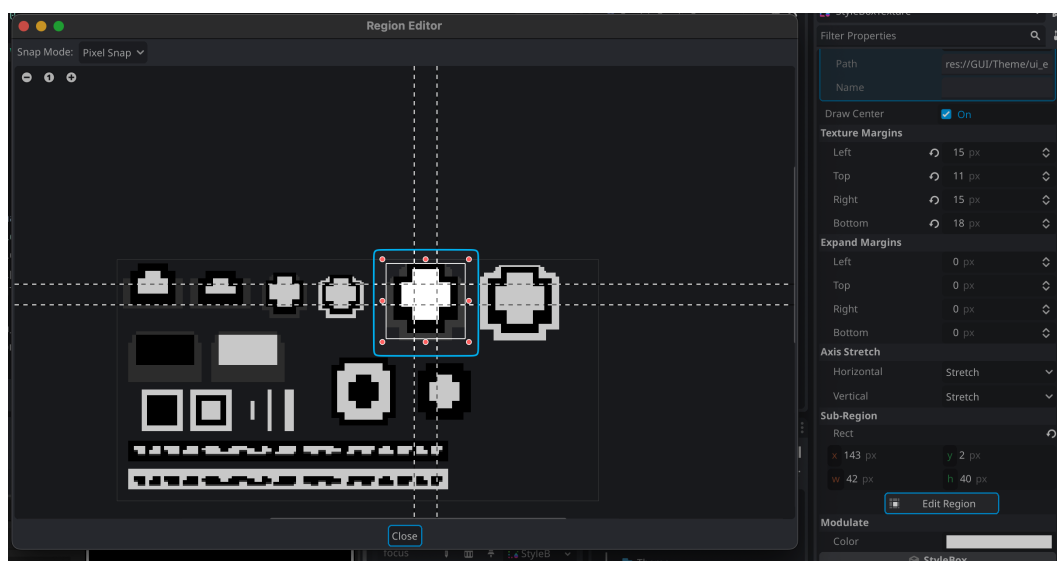 StyleBoxTexture
Region Editor
Filter Properties
Snap Mode: Pixel Snap
Path res://GUI/Theme/ui_e
Name
Draw Center On
Texture Margins
Left 15 px
Top 11 px
Right 15 px
Bottom 18 px
Expand Margins
Left 0 px
Top 0 px
Right 0 px
Bottom 0 px
Axis Stretch
Horizontal Stretch
Vertical Stretch
Sub-Region
Rect
x 143 px y 2 px
w 42 px h 40 px
Edit Region
Modulate
Close
Color
focus StyleB
StyleBox